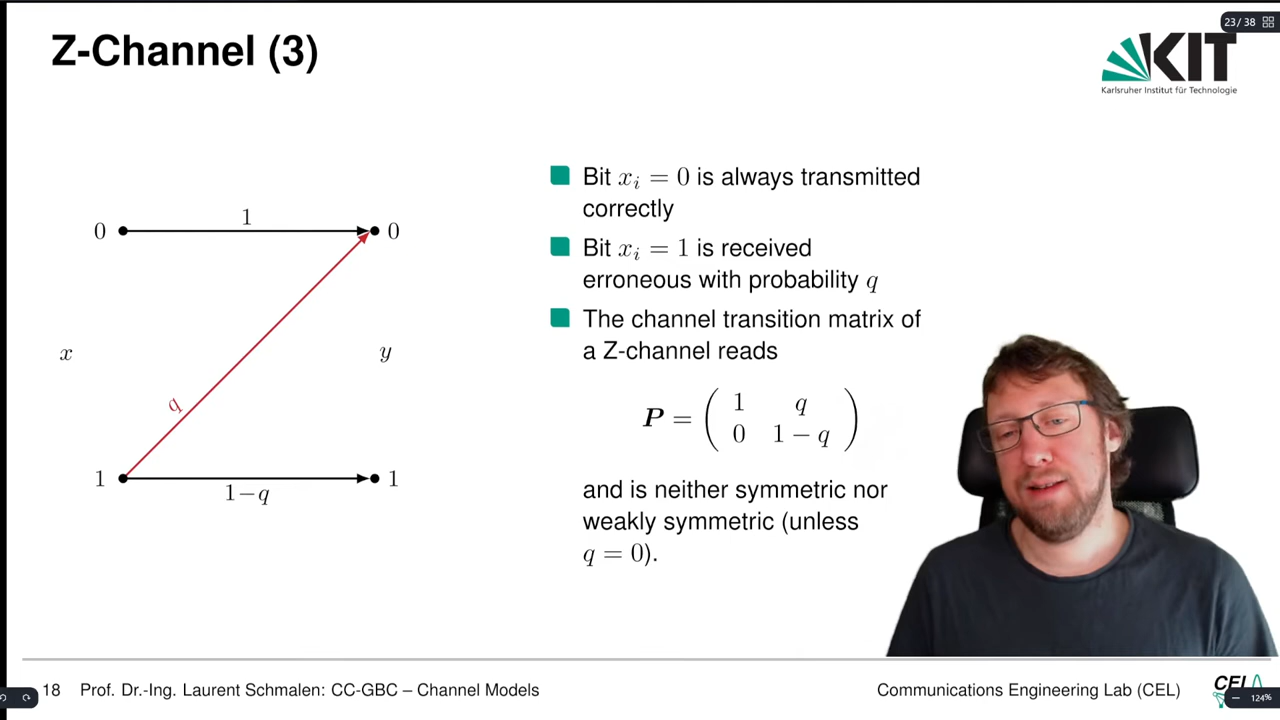 23/38
Z-Channel (3)
KIT
Karlsruher Institut für Technologie
0
1
0
x
y
q
1
1−q
1
Bit x_i = 0 is always transmitted
correctly
Bit x_i = 1 is received
erroneous with probability q
The channel transition matrix of
a Z-channel reads
P = ( 1 q
0 1 − q )
and is neither symmetric nor
weakly symmetric (unless
q = 0).
18 Prof. Dr.-Ing. Laurent Schmalen: CC-GBC – Channel Models
Communications Engineering Lab (CEL)
CEL
− 124%